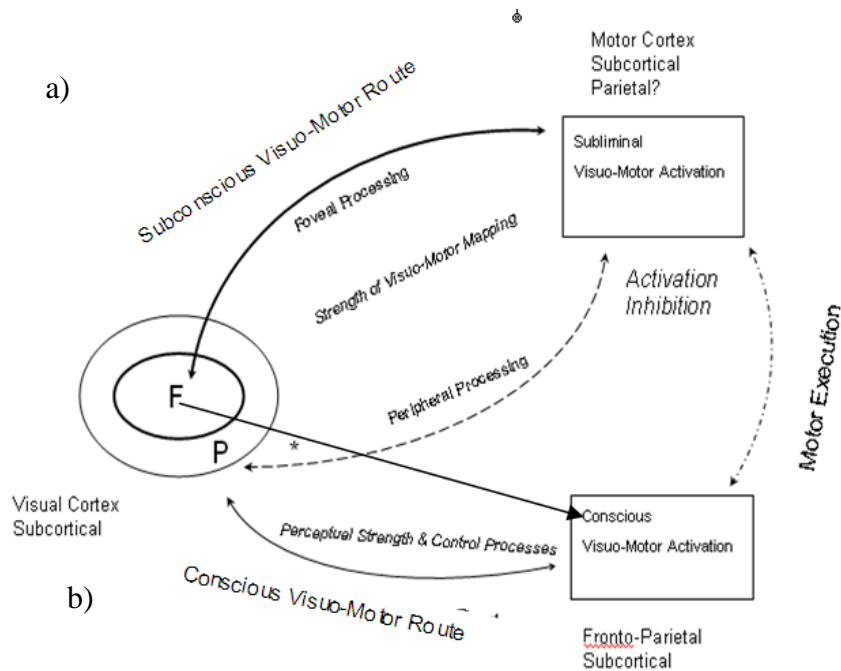 a)
Motor Cortex
Subcortical
Parietal?
Subconscious Visuo-Motor Route
Foveal Processing
Subliminal
Visuo-Motor Activation
Strength of Visuo-Motor Mapping
Activation
Inhibition
Motor Execution
F
P
Peripheral Processing
*
Visual Cortex
Subcortical
Conscious
Visuo-Motor Activation
Perceptual Strength & Control Processes
b)
Conscious Visuo-Motor Route
Fronto-Parietal
Subcortical